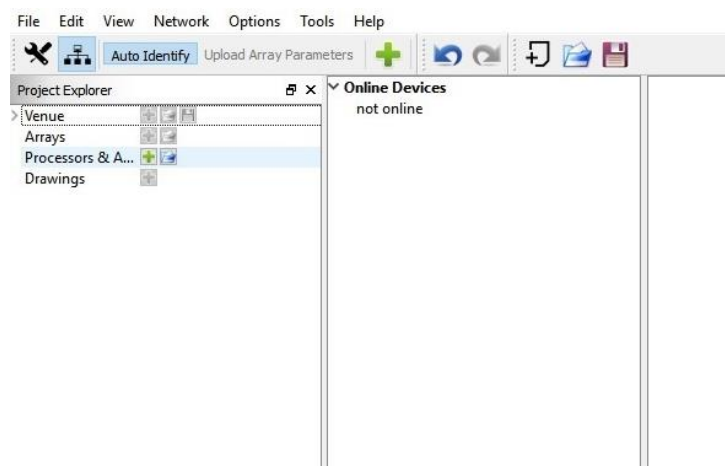 File Edit View Network Options Tools Help
Auto Identify Upload Array Parameters
Project Explorer
Venue
Arrays
Processors & A...
Drawings
Online Devices
not online